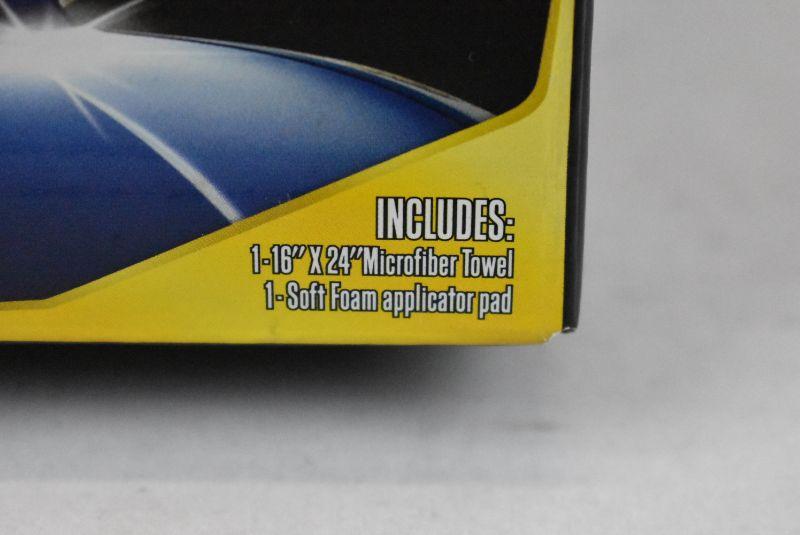 INCLUDES:
1-16" X 24" Microfiber Towel
1- Soft Foam applicator pad